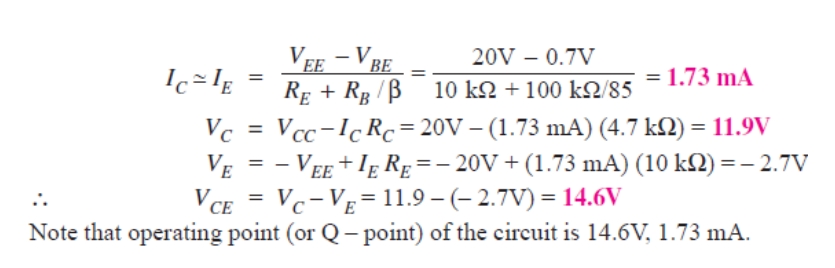 I_C ≃ I_E = (V_EE – V_BE) / (R_E + R_B /β) = (20V – 0.7V) / (10 kΩ + 100 kΩ/85) = 1.73 mA
V_C = V_CC – I_C R_C = 20V – (1.73 mA) (4.7 kΩ) = 11.9V
V_E = – V_EE + I_E R_E = – 20V + (1.73 mA) (10 kΩ) = – 2.7V
∴ V_CE = V_C – V_E = 11.9 – (– 2.7V) = 14.6V
Note that operating point (or Q – point) of the circuit is 14.6V, 1.73 mA.